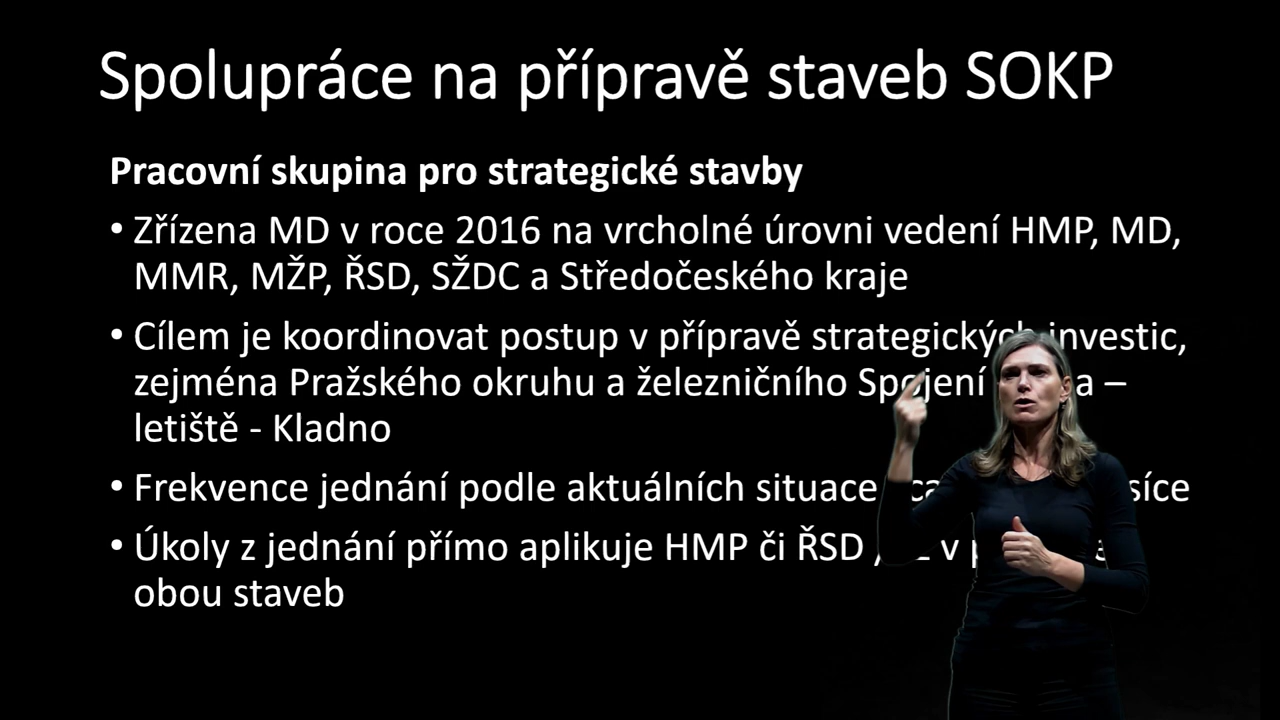 Spolupráce na přípravě staveb SOKP
Pracovní skupina pro strategické stavby
• Zřízena MD v roce 2016 na vrcholné úrovni vedení HMP, MD,
MMR, MŽP, ŘSD, SŽDC a Středočeského kraje
• Cílem je koordinovat postup v přípravě strategických investic,
zejména Pražského okruhu a železničního Spojení –
letiště - Kladno
• Frekvence jednání podle aktuálních situace
• Úkoly z jednání přímo aplikuje HMP či ŘSD v
obou staveb